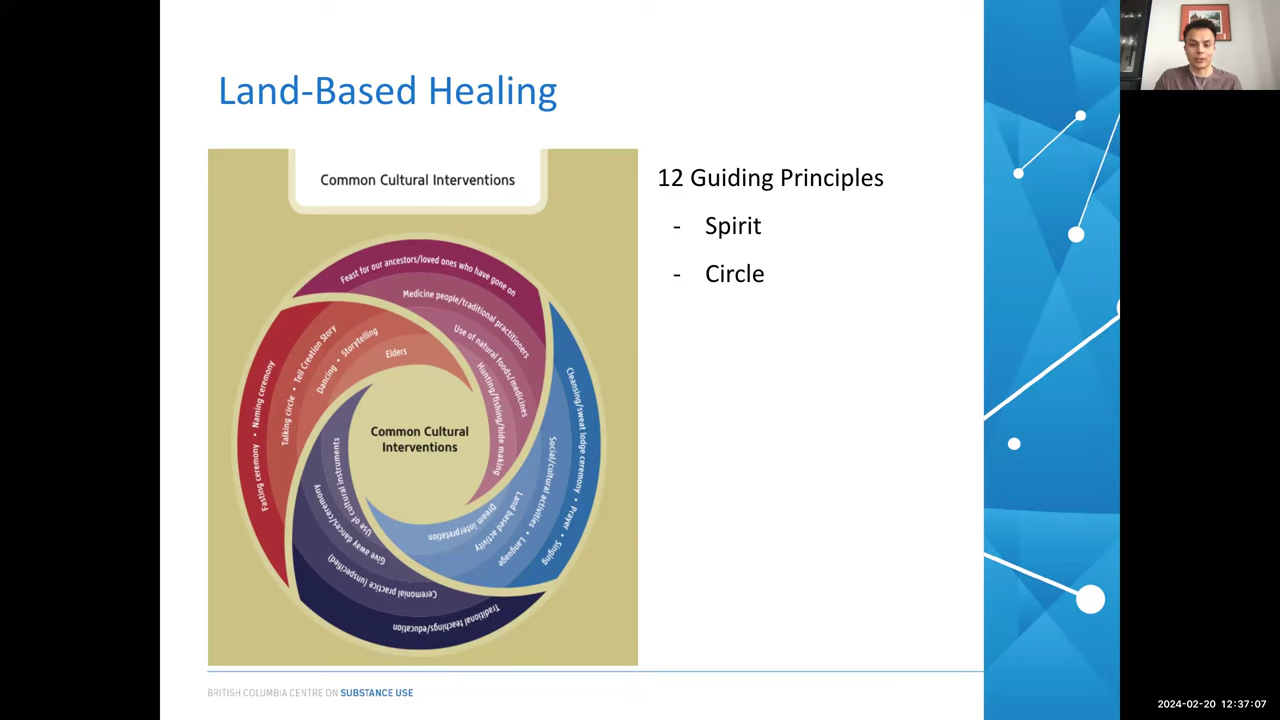 Land-Based Healing
Common Cultural Interventions
12 Guiding Principles
- Spirit
- Circle
Feast for our ancestors/loved ones who have gone on
Medicine people/traditional practitioners
Use of natural foods/medicines
Hunting/fishing/hide making
Cleansing/sweat lodge ceremony • Prayer • Singing
Social/cultural activities • Language
Land based activity
Dream interpretation
Traditional teachings/education
Ceremonial practice (unspecified)
Give away dances/ceremony
Use of cultural instruments
Fasting ceremony • Naming ceremony
Talking circle • Tell Creation Story
Dancing • Storytelling
Elders
Common Cultural
Interventions
BRITISH COLUMBIA CENTRE ON SUBSTANCE USE
2024-02-20 12:37:07